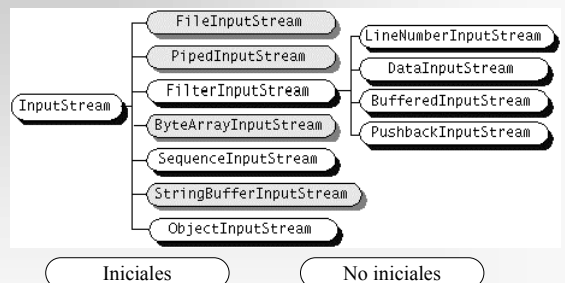 FileInputStream
PipedInputStream
FilterInputStream
InputStream
ByteArrayInputStream
SequenceInputStream
StringBufferInputStream
ObjectInputStream
LineNumberInputStream
DataInputStream
BufferedInputStream
PushbackInputStream
Iniciales
No iniciales